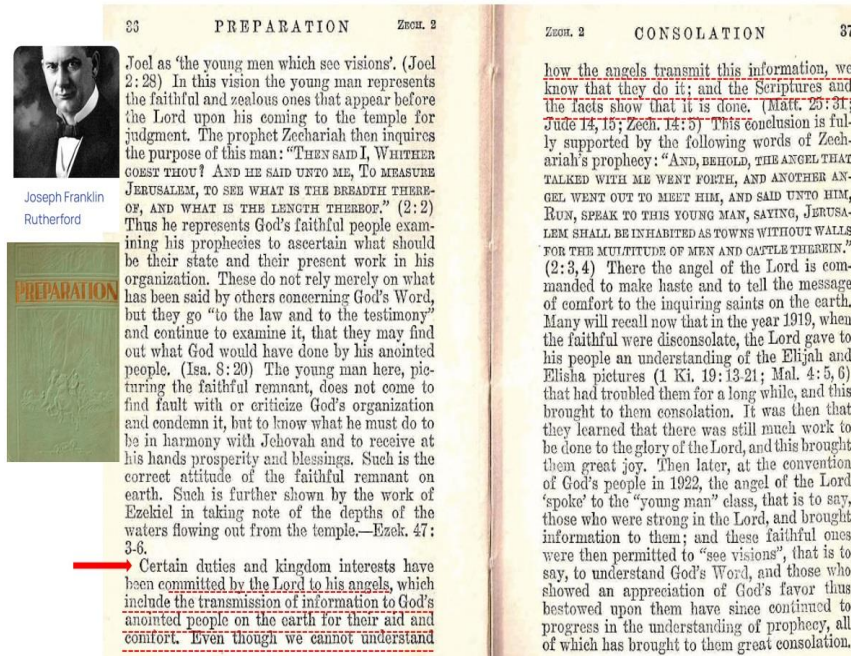 Joseph Franklin
Rutherford
PREPARATION
36 PREPARATION ZECH. 2
Joel as 'the young men which see visions'. (Joel
2:28) In this vision the young man represents
the faithful and zealous ones that appear before
the Lord upon his coming to the temple for
judgment. The prophet Zechariah then inquires
the purpose of this man: "THEN SAID I, WHITHER
GOEST THOU? AND HE SAID UNTO ME, TO MEASURE
JERUSALEM, TO SEE WHAT IS THE BREADTH THERE-
OF, AND WHAT IS THE LENGTH THEREOF." (2:2)
Thus he represents God's faithful people exam-
ining his prophecies to ascertain what should
be their state and their present work in his
organization. These do not rely merely on what
has been said by others concerning God's Word,
but they go "to the law and to the testimony"
and continue to examine it, that they may find
out what God would have done by his anointed
people. (Isa. 8:20) The young man here, pic-
turing the faithful remnant, does not come to
find fault with or criticize God's organization
and condemn it, but to know what he must do to
be in harmony with Jehovah and to receive at
his hands prosperity and blessings. Such is the
correct attitude of the faithful remnant on
earth. Such is further shown by the work of
Ezekiel in taking note of the depths of the
waters flowing out from the temple.—Ezek. 47:
3-6.
Certain duties and kingdom interests have
been committed by the Lord to his angels, which
include the transmission of information to God's
anointed people on the earth for their aid and
comfort. Even though we cannot understand
ZECH. 2 CONSOLATION 37
how the angels transmit this information, we
know that they do it; and the Scriptures and
the facts show that it is done. (Matt. 25:31;
Jude 14, 15; Zech. 14:5) This conclusion is ful-
ly supported by the following words of Zech-
ariah's prophecy: "AND, BEHOLD, THE ANGEL THAT
TALKED WITH ME WENT FORTH, AND ANOTHER AN-
GEL WENT OUT TO MEET HIM, AND SAID UNTO HIM,
RUN, SPEAK TO THIS YOUNG MAN, SAYING, JERUSA-
LEM SHALL BE INHABITED AS TOWNS WITHOUT WALLS
FOR THE MULTITUDE OF MEN AND CATTLE THEREIN."
(2:3, 4) There the angel of the Lord is com-
manded to make haste and to tell the message
of comfort to the inquiring saints on the earth.
Many will recall now that in the year 1919, when
the faithful were disconsolate, the Lord gave to
his people an understanding of the Elijah and
Elisha pictures (1 Ki. 19:13-21; Mal. 4:5, 6)
that had troubled them for a long while, and this
brought to them consolation. It was then that
they learned that there was still much work to
be done to the glory of the Lord, and this brought
them great joy. Then later, at the convention
of God's people in 1922, the angel of the Lord
'spoke' to the "young man" class, that is to say,
those who were strong in the Lord, and brought
information to them; and these faithful ones
were then permitted to "see visions", that is to
say, to understand God's Word, and those who
showed an appreciation of God's favor thus
bestowed upon them have since continued to
progress in the understanding of prophecy, all
of which has brought to them great consolation.